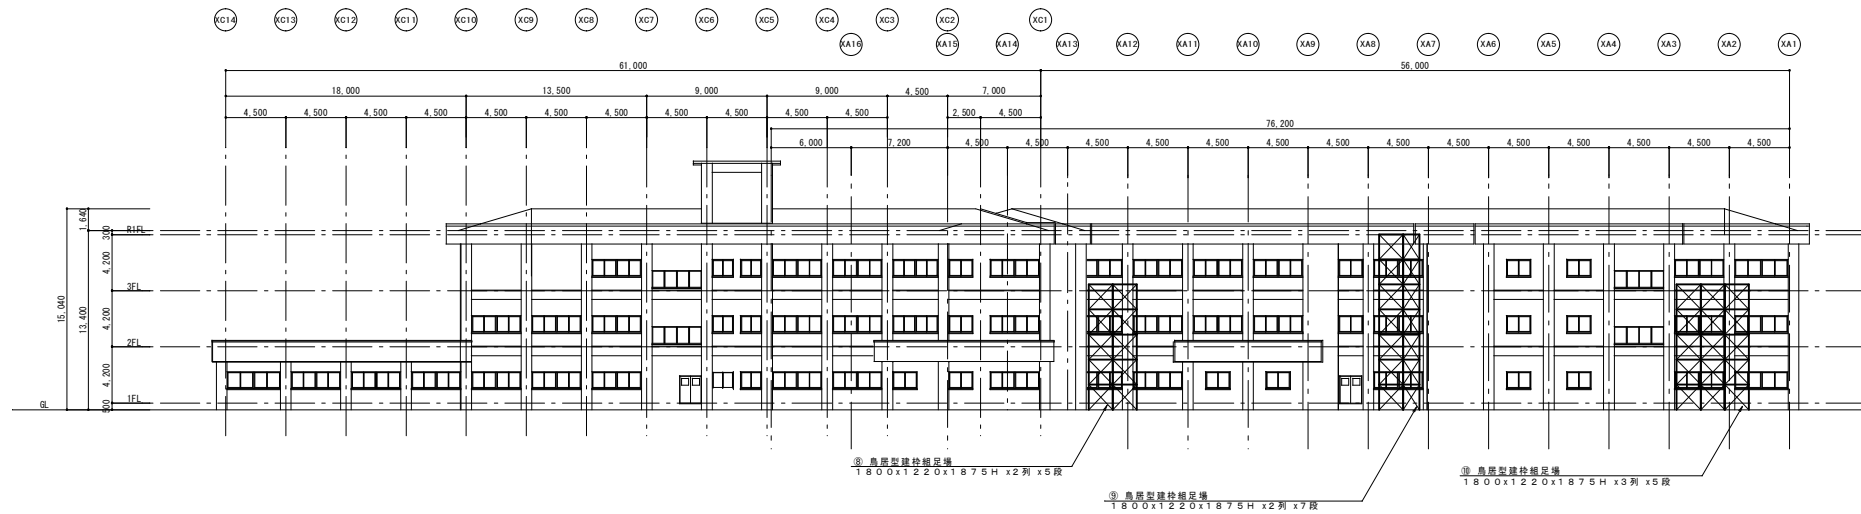 XC14 XC13 XC12 XC11 XC10 XC9 XC8 XC7 XC6 XC5 XC4 XC3 XC2 XC1
XA16 XA15 XA14 XA13 XA12 XA11 XA10 XA9 XA8 XA7 XA6 XA5 XA4 XA3 XA2 XA1
61,000 56,000
18,000 13,500 9,000 9,000 4,500 7,000
4,500 4,500 4,500 4,500 4,500 4,500 4,500 4,500 4,500 4,500 4,500 2,500 4,500
76,200
6,000 7,200 4,500 4,500 4,500 4,500 4,500 4,500 4,500 4,500 4,500 4,500 4,500 4,500 4,500 4,500
1,640
300
R1FL
4,200
3FL
15,040
13,400
4,200
2FL
4,200
1FL
500
GL
⑧ 鳥居型建枠組足場
1800x1220x1875H x2列 x5段
⑨ 鳥居型建枠組足場
1800x1220x1875H x2列 x7段
⑩ 鳥居型建枠組足場
1800x1220x1875H x3列 x5段